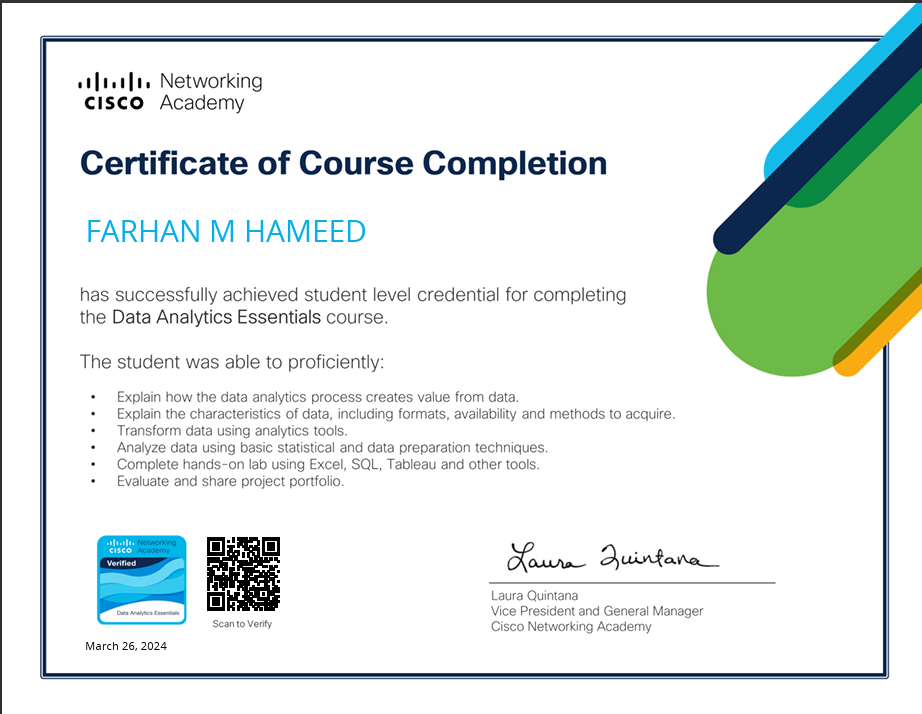 Networking
CISCO Academy
Certificate of Course Completion
FARHAN M HAMEED
has successfully achieved student level credential for completing
the Data Analytics Essentials course.
The student was able to proficiently:
• Explain how the data analytics process creates value from data.
• Explain the characteristics of data, including formats, availability and methods to acquire.
• Transform data using analytics tools.
• Analyze data using basic statistical and data preparation techniques.
• Complete hands-on lab using Excel, SQL, Tableau and other tools.
• Evaluate and share project portfolio.
Networking
CISCO Academy
Verified
Data Analytics Essentials
Scan to Verify
March 26, 2024
Laura Quintana
Laura Quintana
Vice President and General Manager
Cisco Networking Academy